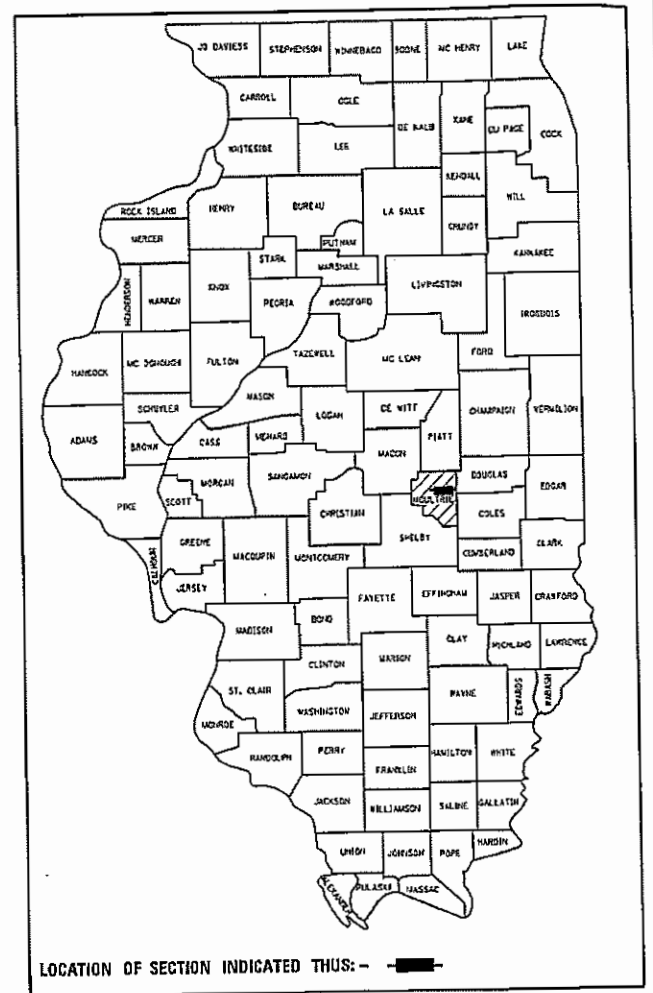 JO DAVIESS STEPHENSON WINNEBAGO BOONE MC HENRY LAKE
CARROLL OGLE
DE KALB KANE DU PAGE COOK
WHITESIDE LEE
KENDALL
WILL
ROCK ISLAND HENRY BUREAU LA SALLE
GRUNDY
MERCER PUTNAM
KANKAKEE
STARK MARSHALL
HENDERSON WARREN KNOX PEORIA WOODFORD LIVINGSTON
IROQUOIS
FORD
HANCOCK MC DONOUGH FULTON TAZEWELL MC LEAN
MASON
SCHUYLER LOGAN DE WITT CHAMPAIGN VERMILION
ADAMS BROWN CASS MENARD MACON PIATT
SANGAMON DOUGLAS
MORGAN EDGAR
PIKE SCOTT CHRISTIAN MOULTRIE COLES
GREENE SHELBY
CALHOUN MACOUPIN MONTGOMERY CUMBERLAND CLARK
JERSEY
FAYETTE EFFINGHAM JASPER CRAWFORD
MADISON BOND
CLAY RICHLAND LAWRENCE
CLINTON MARION
ST. CLAIR WAYNE EDWARDS WABASH
WASHINGTON JEFFERSON
MONROE
RANDOLPH PERRY HAMILTON WHITE
FRANKLIN
JACKSON WILLIAMSON SALINE GALLATIN
UNION JOHNSON POPE HARDIN
ALEXANDER PULASKI MASSAC
LOCATION OF SECTION INDICATED THUS: -